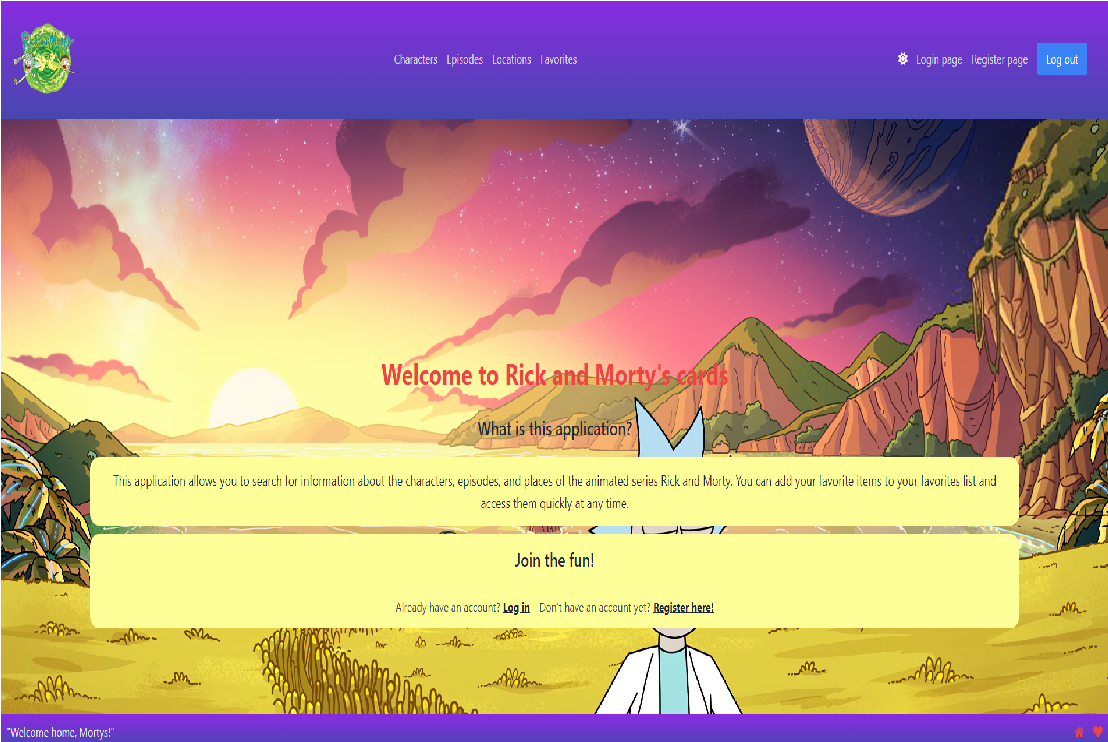 Characters Episodes Locations Favorites
Login page Register page Log out
Welcome to Rick and Morty's cards
What is this application?
This application allows you to search for information about the characters, episodes, and places of the animated series Rick and Morty. You can add your favorite items to your favorites list and
access them quickly at any time.
Join the fun!
Already have an account? Log in Don't have an account yet? Register here!
"Welcome home, Mortys!"